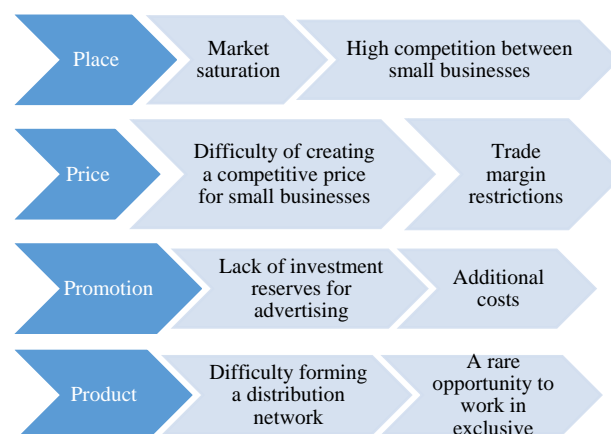 Place
Market
saturation
High competition between
small businesses
Price
Difficulty of creating
a competitive price
for small businesses
Trade
margin
restrictions
Promotion
Lack of investment
reserves for
advertising
Additional
costs
Product
Difficulty forming
a distribution
network
A rare
opportunity to
work in
exclusive